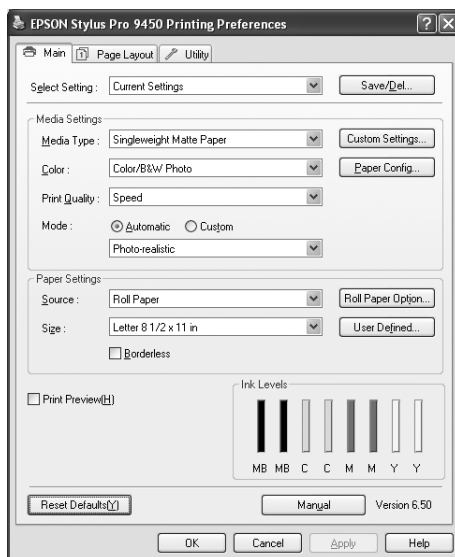 EPSON Stylus Pro 9450 Printing Preferences
Main Page Layout Utility
Select Setting : Current Settings Save/Del...
Media Settings
Media Type : Singleweight Matte Paper Custom Settings...
Color : Color/B&W Photo Paper Config...
Print Quality : Speed
Mode : Automatic Custom
Photo-realistic
Paper Settings
Source : Roll Paper Roll Paper Option...
Size : Letter 8 1/2 x 11 in User Defined...
Borderless
Ink Levels
Print Preview(H)
MB MB C C M M Y Y
Reset Defaults(Y) Manual Version 6.50
OK Cancel Apply Help